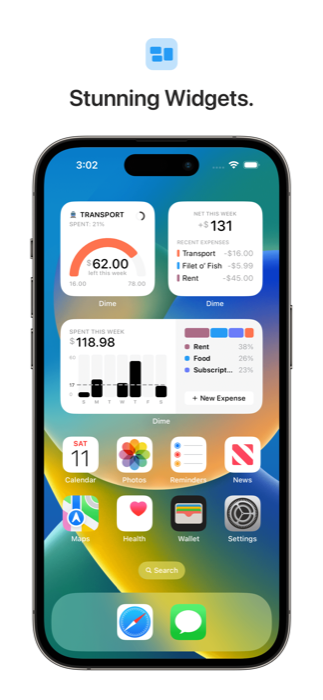 Stunning Widgets.
3:02
TRANSPORT
SPENT: 21%
$62.00
left this week
16.00
78.00
Dime
NET THIS WEEK
+$131
RECENT EXPENSES
Transport -$16.00
Filet o' Fish -$5.99
Rent -$45.00
Dime
SPENT THIS WEEK
$118.98
Rent 38%
Food 26%
Subscript... 23%
+ New Expense
S M T W T F S
Dime
SAT
11
Calendar
Photos
Reminders
News
Maps
Health
Wallet
Settings
Search